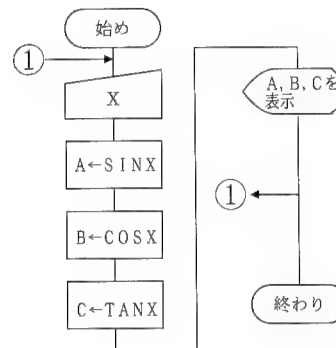 始め
①
X
A←SINX
B←COSX
C←TANX
A,B,Cを
表示
①
終わり